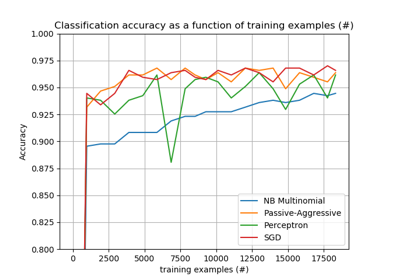 Classification accuracy as a function of training examples (#)
1.000
0.975
0.950
0.925
0.900
0.875
0.850
0.825
0.800
Accuracy
NB Multinomial
Passive-Aggressive
Perceptron
SGD
0 2500 5000 7500 10000 12500 15000 17500
training examples (#)